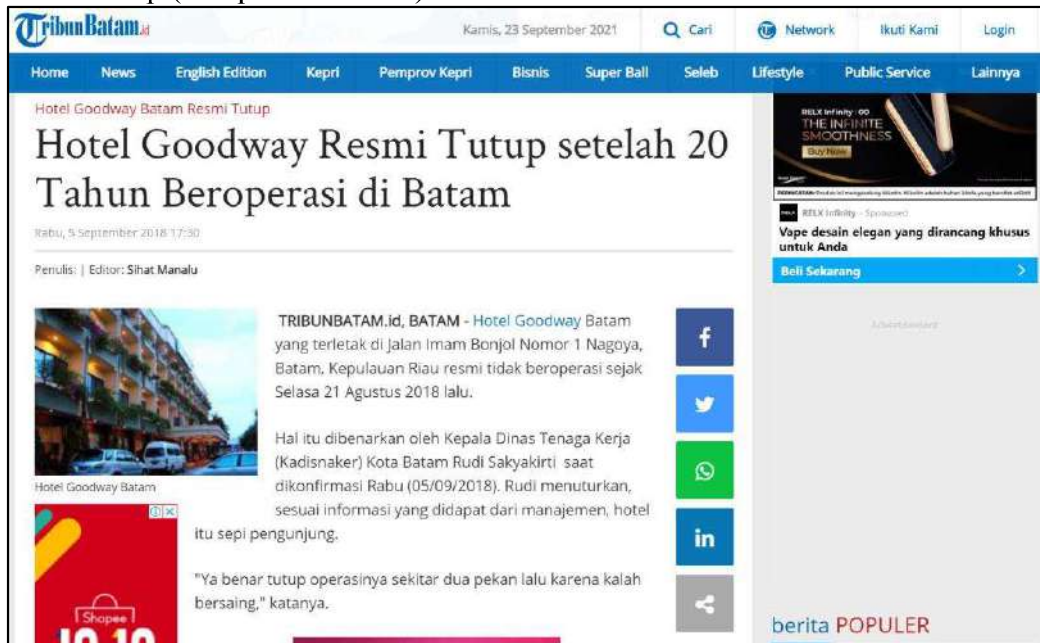 TribunBatam.id
Kamis, 23 September 2021
Cari
Network
Ikuti Kami
Login
Home News English Edition Kepri Pemprov Kepri Bisnis Super Ball Seleb Lifestyle Public Service Lainnya
Hotel Goodway Batam Resmi Tutup
Hotel Goodway Resmi Tutup setelah 20
Tahun Beroperasi di Batam
Rabu, 5 September 2018 17:30
Penulis: | Editor: Sihat Manalu
TRIBUNBATAM.id, BATAM - Hotel Goodway Batam
yang terletak di Jalan Imam Bonjol Nomor 1 Nagoya,
Batam, Kepulauan Riau resmi tidak beroperasi sejak
Selasa 21 Agustus 2018 lalu.
Hal itu dibenarkan oleh Kepala Dinas Tenaga Kerja
(Kadisnaker) Kota Batam Rudi Sakyakirti saat
dikonfirmasi Rabu (05/09/2018). Rudi menuturkan,
sesuai informasi yang didapat dari manajemen, hotel
itu sepi pengunjung.
"Ya benar tutup operasinya sekitar dua pekan lalu karena kalah
bersaing," katanya.
Hotel Goodway Batam
Shopee
RELX Infinity
THE INFINITE
SMOOTHNESS
Buy Now
RELX Infinity - Sponsored
Vape desain elegan yang dirancang khusus
untuk Anda
Beli Sekarang
Advertisement
berita POPULER